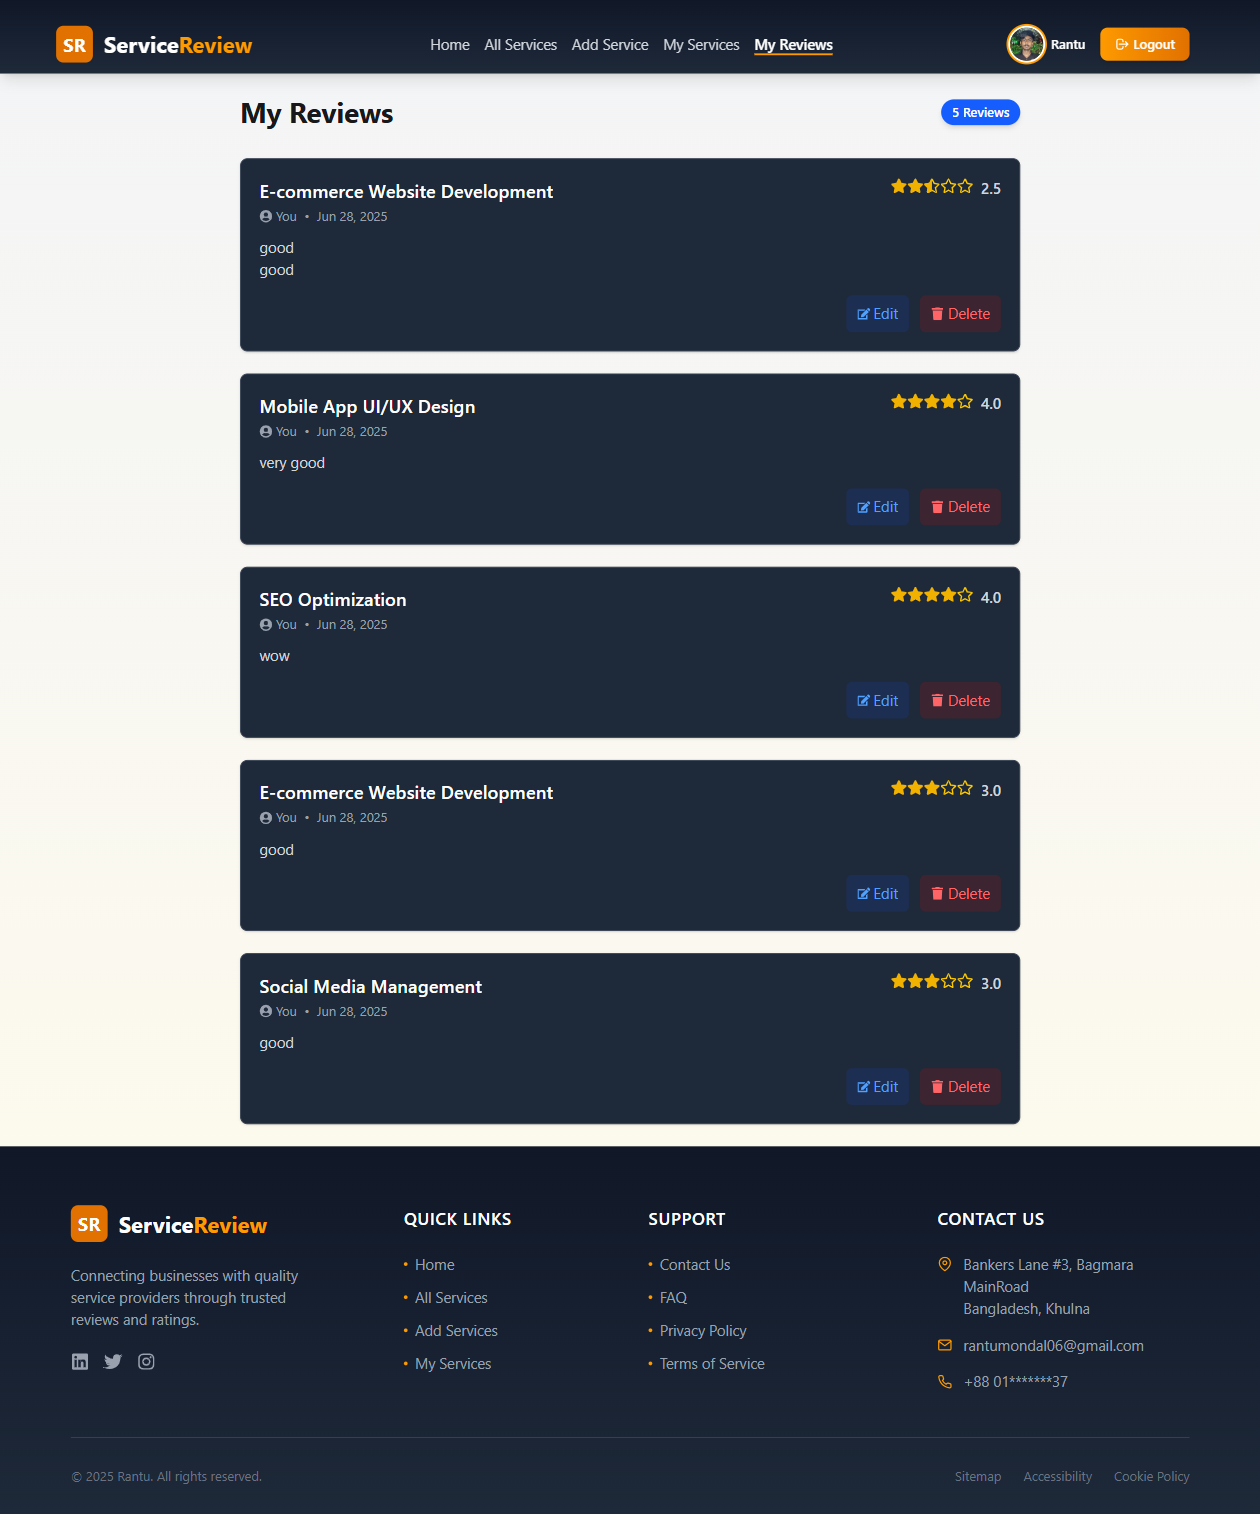 SR ServiceReview
Home All Services Add Service My Services My Reviews
Rantu Logout
My Reviews
5 Reviews
E-commerce Website Development
2.5
You • Jun 28, 2025
good
good
Edit Delete
Mobile App UI/UX Design
4.0
You • Jun 28, 2025
very good
Edit Delete
SEO Optimization
4.0
You • Jun 28, 2025
wow
Edit Delete
E-commerce Website Development
3.0
You • Jun 28, 2025
good
Edit Delete
Social Media Management
3.0
You • Jun 28, 2025
good
Edit Delete
SR ServiceReview
Connecting businesses with quality
service providers through trusted
reviews and ratings.
QUICK LINKS
• Home
• All Services
• Add Services
• My Services
SUPPORT
• Contact Us
• FAQ
• Privacy Policy
• Terms of Service
CONTACT US
Bankers Lane #3, Bagmara
MainRoad
Bangladesh, Khulna
rantumondal06@gmail.com
+88 01*******37
© 2025 Rantu. All rights reserved.
Sitemap Accessibility Cookie Policy